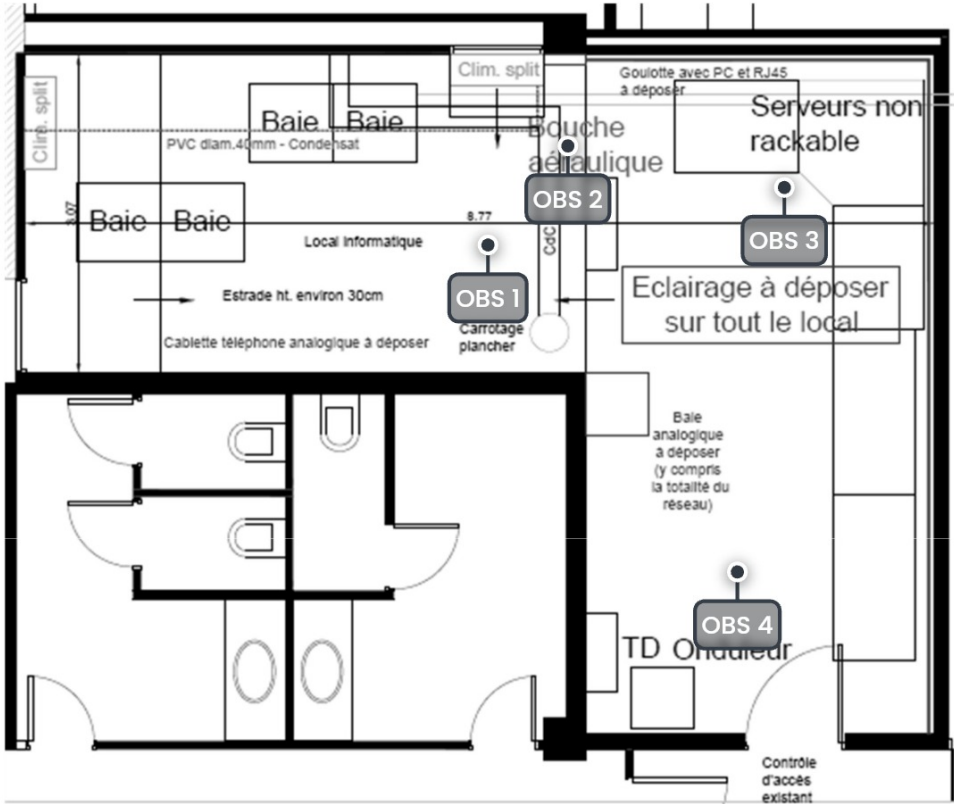 Clim. split
Clim. split
Goulotte avec PC et RJ45
à déposer
Serveurs non
rackable
Baie Baie
Bouche
aéraulique
PVC diam.40mm - Condensat
OBS 2
OBS 3
Baie Baie
3.07
8.77
Local informatique
CdC
OBS 1
Estrade ht. environ 30cm
Eclairage à déposer
sur tout le local
Carrotage
plancher
Cablette téléphone analogique à déposer
Baie
analogique
à déposer
(y compris
la totalité du
réseau)
OBS 4
TD Onduleur
Contrôle
d'accès
existant